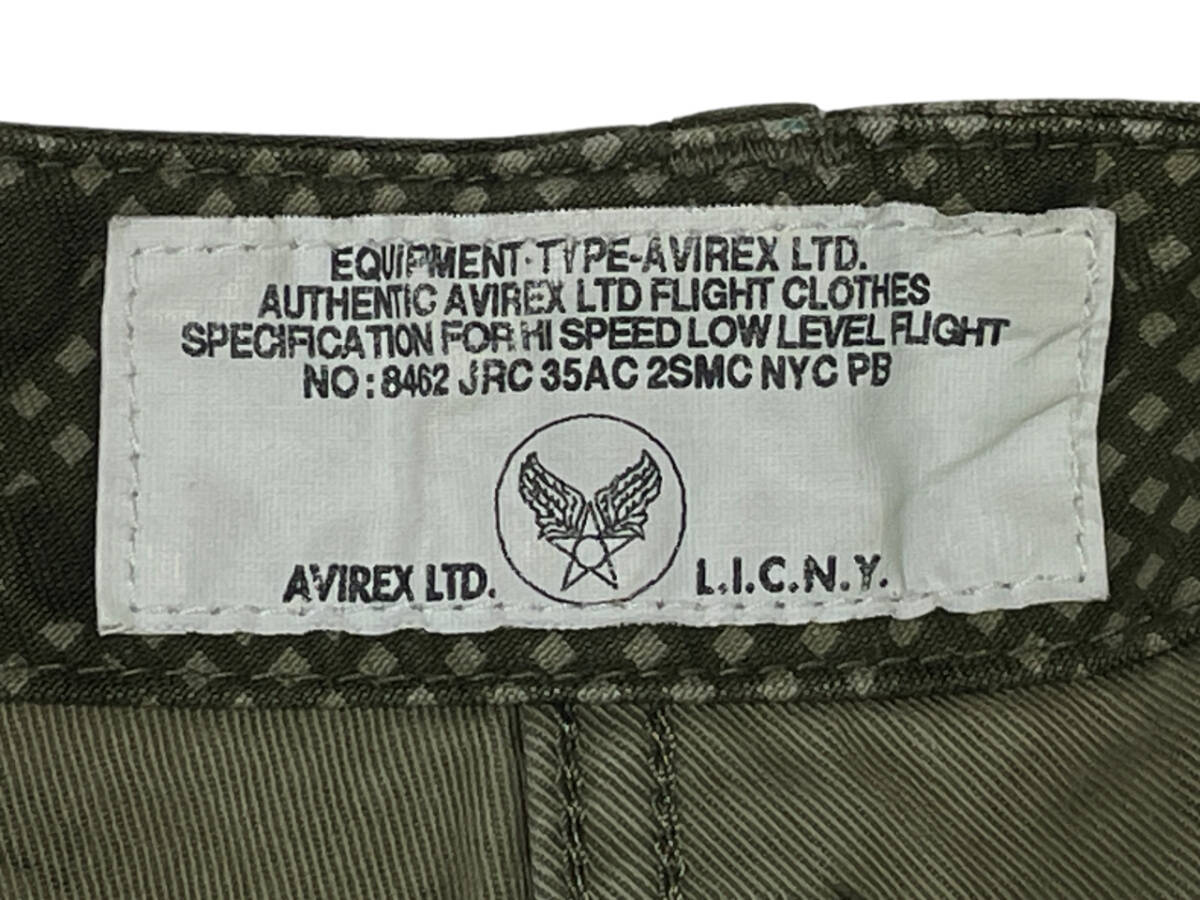 EQUIPMENT-TYPE-AVIREX LTD.
AUTHENTIC AVIREX LTD FLIGHT CLOTHES
SPECIFICATION FOR HI SPEED LOW LEVEL FLIGHT
NO: 8462 JRC 35AC 2SMC NYC PB
AVIREX LTD. L.I.C.N.Y.